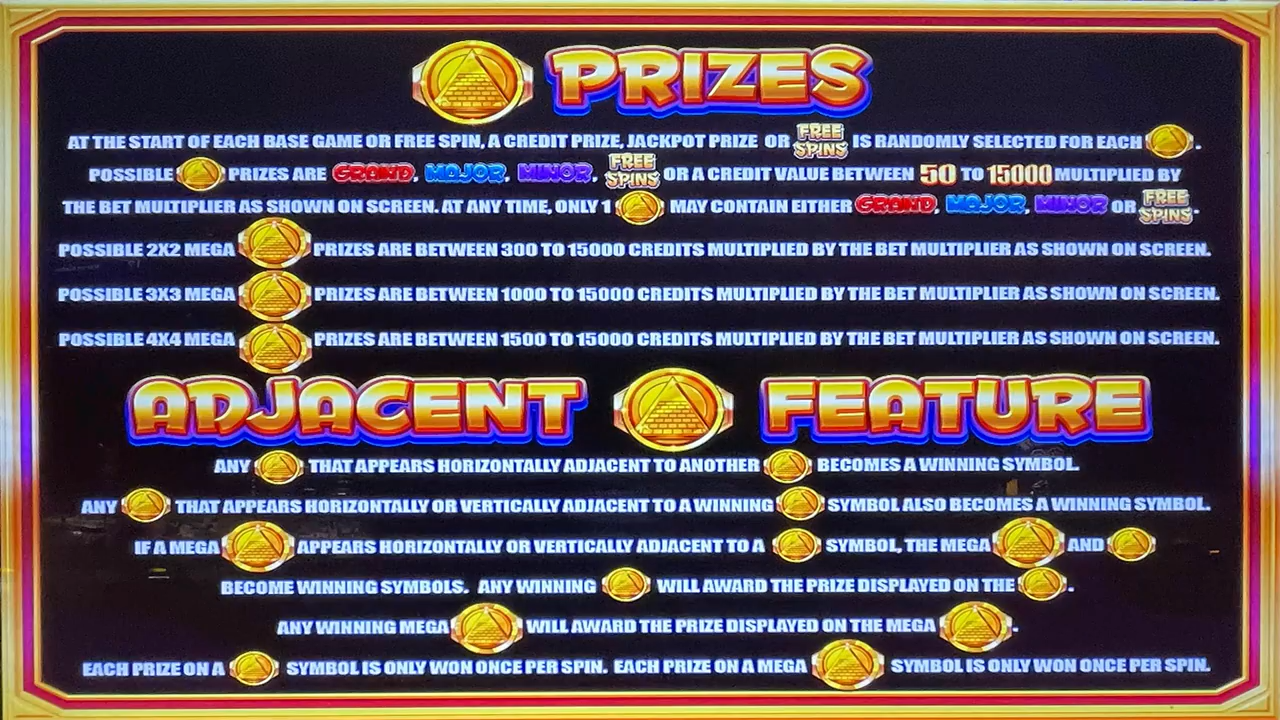 PRIZES
AT THE START OF EACH BASE GAME OR FREE SPIN, A CREDIT PRIZE, JACKPOT PRIZE OR FREE SPINS IS RANDOMLY SELECTED FOR EACH .
POSSIBLE PRIZES ARE GRAND, MAJOR, MINOR, FREE SPINS OR A CREDIT VALUE BETWEEN 50 TO 15000 MULTIPLIED BY
THE BET MULTIPLIER AS SHOWN ON SCREEN. AT ANY TIME, ONLY 1 MAY CONTAIN EITHER GRAND, MAJOR, MINOR OR FREE SPINS.
POSSIBLE 2X2 MEGA PRIZES ARE BETWEEN 300 TO 15000 CREDITS MULTIPLIED BY THE BET MULTIPLIER AS SHOWN ON SCREEN.
POSSIBLE 3X3 MEGA PRIZES ARE BETWEEN 1000 TO 15000 CREDITS MULTIPLIED BY THE BET MULTIPLIER AS SHOWN ON SCREEN.
POSSIBLE 4X4 MEGA PRIZES ARE BETWEEN 1500 TO 15000 CREDITS MULTIPLIED BY THE BET MULTIPLIER AS SHOWN ON SCREEN.
ADJACENT FEATURE
ANY THAT APPEARS HORIZONTALLY ADJACENT TO ANOTHER BECOMES A WINNING SYMBOL.
ANY THAT APPEARS HORIZONTALLY OR VERTICALLY ADJACENT TO A WINNING SYMBOL ALSO BECOMES A WINNING SYMBOL.
IF A MEGA APPEARS HORIZONTALLY OR VERTICALLY ADJACENT TO A SYMBOL, THE MEGA AND
BECOME WINNING SYMBOLS. ANY WINNING WILL AWARD THE PRIZE DISPLAYED ON THE .
ANY WINNING MEGA WILL AWARD THE PRIZE DISPLAYED ON THE MEGA .
EACH PRIZE ON A SYMBOL IS ONLY WON ONCE PER SPIN. EACH PRIZE ON A MEGA SYMBOL IS ONLY WON ONCE PER SPIN.